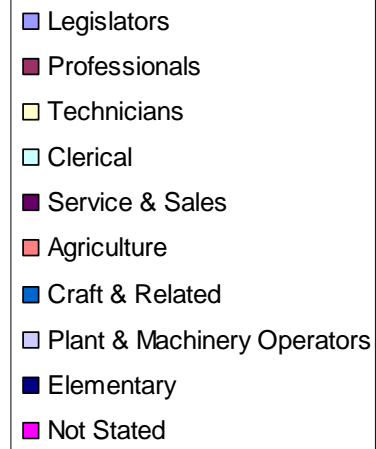 Legislators
Professionals
Technicians
Clerical
Service & Sales
Agriculture
Craft & Related
Plant & Machinery Operators
Elementary
Not Stated